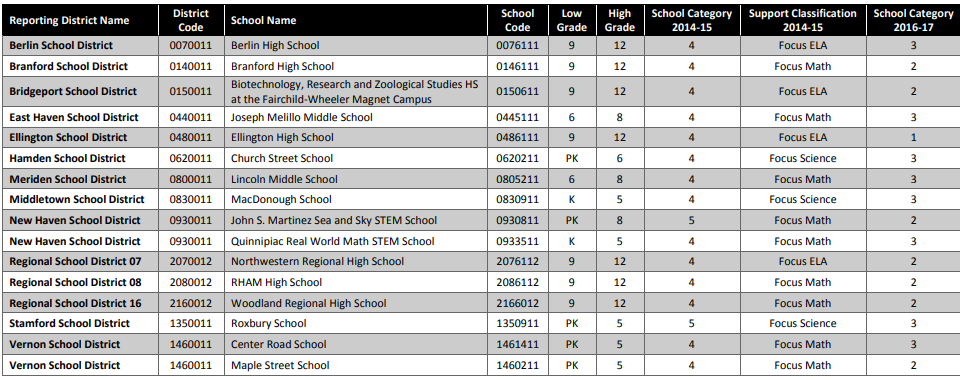 Reporting District Name District Code School Name School Code Low Grade High Grade School Category 2014-15 Support Classification 2014-15 School Category 2016-17
Berlin School District 0070011 Berlin High School 0076111 9 12 4 Focus ELA 3
Branford School District 0140011 Branford High School 0146111 9 12 4 Focus Math 2
Bridgeport School District 0150011 Biotechnology, Research and Zoological Studies HS at the Fairchild-Wheeler Magnet Campus 0150611 9 12 4 Focus ELA 2
East Haven School District 0440011 Joseph Melillo Middle School 0445111 6 8 4 Focus Math 3
Ellington School District 0480011 Ellington High School 0486111 9 12 4 Focus ELA 1
Hamden School District 0620011 Church Street School 0620211 PK 6 4 Focus Science 3
Meriden School District 0800011 Lincoln Middle School 0805211 6 8 4 Focus Math 3
Middletown School District 0830011 MacDonough School 0830911 K 5 4 Focus Science 3
New Haven School District 0930011 John S. Martinez Sea and Sky STEM School 0930811 PK 8 5 Focus Math 2
New Haven School District 0930011 Quinnipiac Real World Math STEM School 0933511 K 5 4 Focus Math 3
Regional School District 07 2070012 Northwestern Regional High School 2076112 9 12 4 Focus ELA 2
Regional School District 08 2080012 RHAM High School 2086112 9 12 4 Focus Math 2
Regional School District 16 2160012 Woodland Regional High School 2166012 9 12 4 Focus Math 2
Stamford School District 1350011 Roxbury School 1350911 PK 5 5 Focus Science 3
Vernon School District 1460011 Center Road School 1461411 PK 5 4 Focus Math 3
Vernon School District 1460011 Maple Street School 1460211 PK 5 4 Focus Math 2